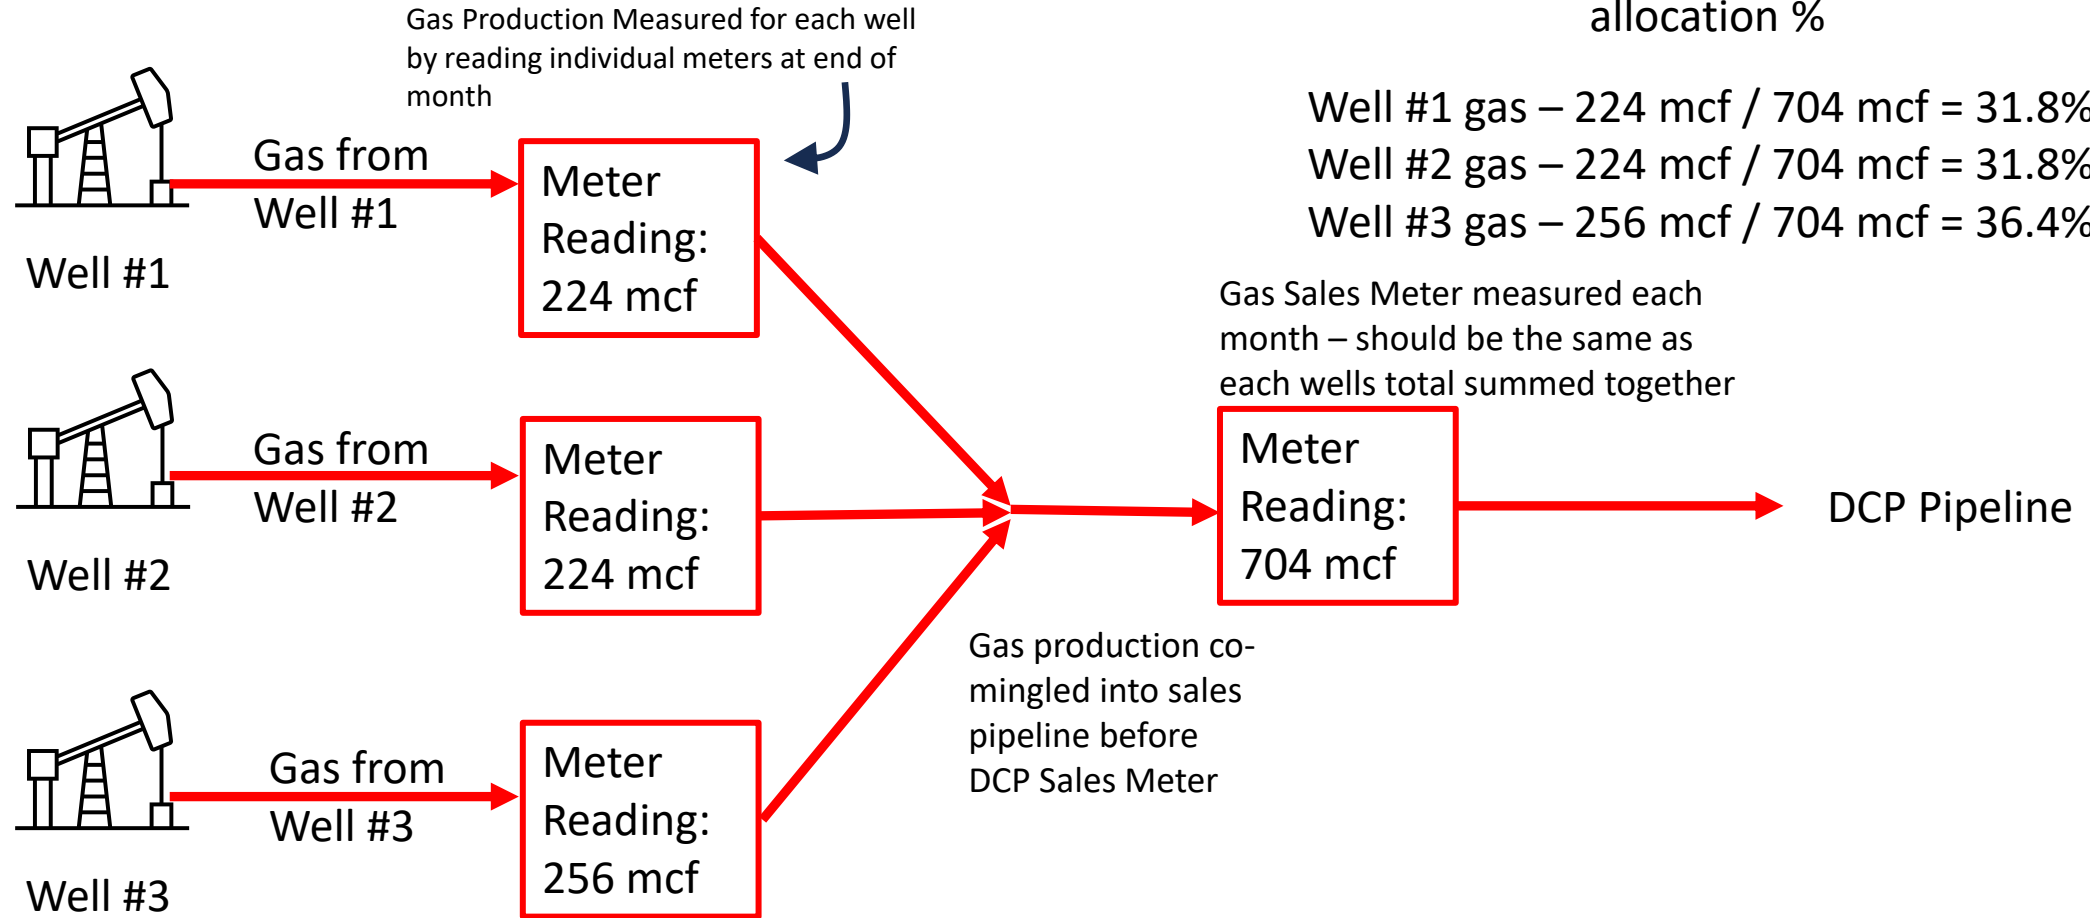 Gas Production Measured for each well
by reading individual meters at end of
month
allocation %
Well #1 gas – 224 mcf / 704 mcf = 31.8%
Well #2 gas – 224 mcf / 704 mcf = 31.8%
Well #3 gas – 256 mcf / 704 mcf = 36.4%
Gas from
Well #1
Well #1
Meter
Reading:
224 mcf
Gas Sales Meter measured each
month – should be the same as
each wells total summed together
Gas from
Well #2
Well #2
Meter
Reading:
224 mcf
Meter
Reading:
704 mcf
DCP Pipeline
Gas production co-
mingled into sales
pipeline before
DCP Sales Meter
Gas from
Well #3
Well #3
Meter
Reading:
256 mcf